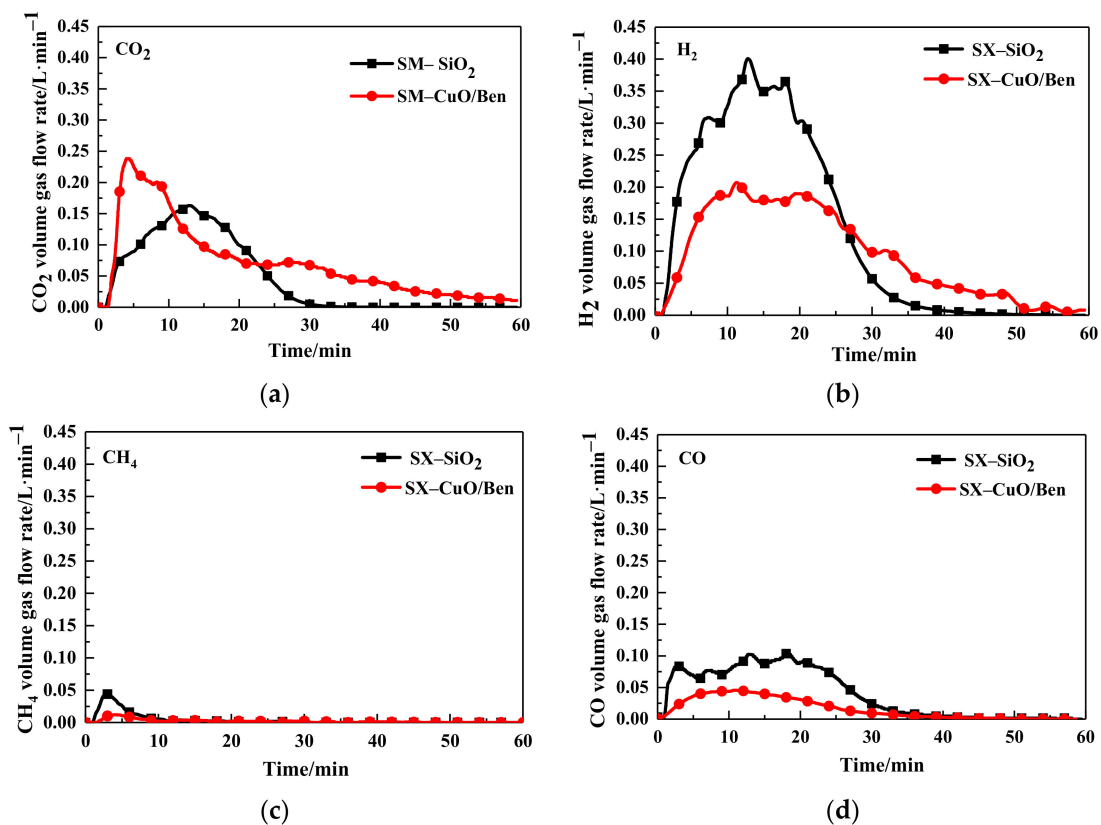 CO2
SM– SiO2
SM–CuO/Ben
CO2 volume gas flow rate/L·min−1
0.45
0.40
0.35
0.30
0.25
0.20
0.15
0.10
0.05
0.00
0 10 20 30 40 50 60
Time/min
(a)
H2
SX–SiO2
SX–CuO/Ben
H2 volume gas flow rate/L·min−1
0.45
0.40
0.35
0.30
0.25
0.20
0.15
0.10
0.05
0.00
0 10 20 30 40 50 60
Time/min
(b)
CH4
SX–SiO2
SX–CuO/Ben
CH4 volume gas flow rate/L·min−1
0.45
0.40
0.35
0.30
0.25
0.20
0.15
0.10
0.05
0.00
0 10 20 30 40 50 60
Time/min
(c)
CO
SX–SiO2
SX–CuO/Ben
CO volume gas flow rate/L·min−1
0.45
0.40
0.35
0.30
0.25
0.20
0.15
0.10
0.05
0.00
0 10 20 30 40 50 60
Time/min
(d)